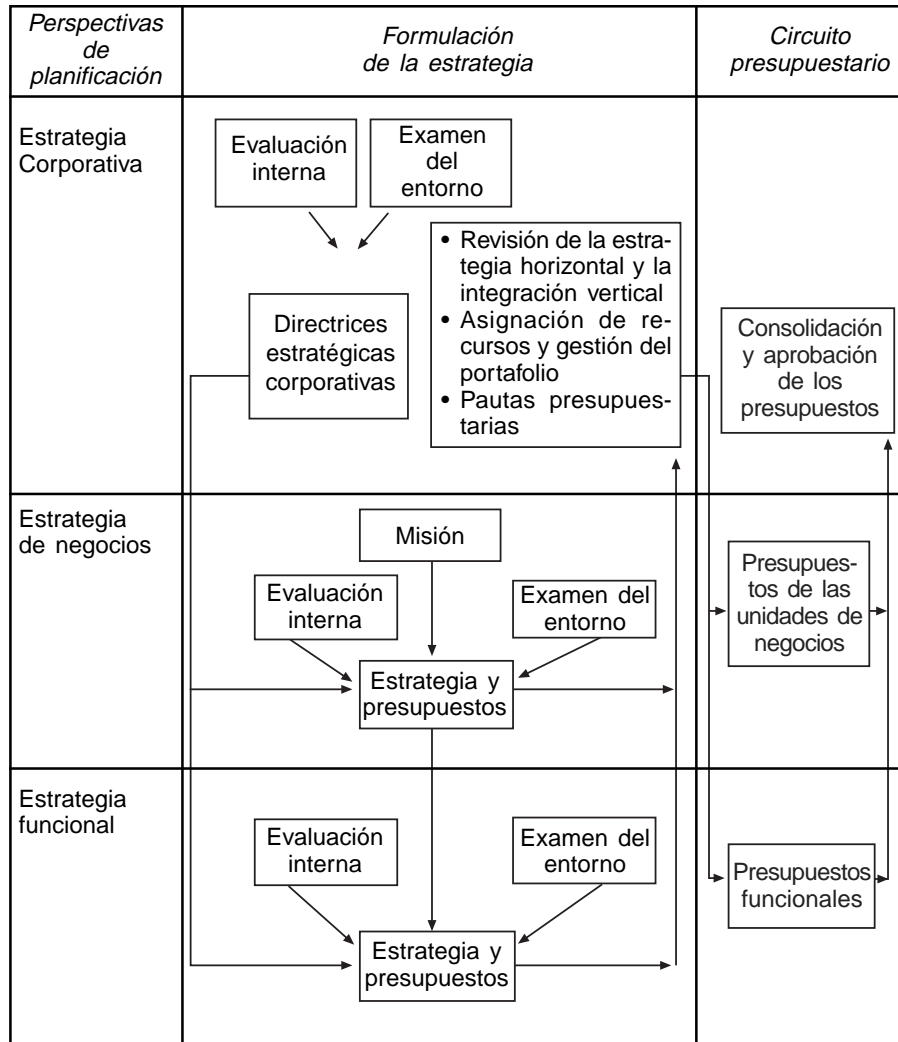 Perspectivas
de
planificación
Formulación
de la estrategia
Circuito
presupuestario
Estrategia
Corporativa
Evaluación
interna
Examen
del
entorno
Directrices
estratégicas
corporativas
• Revisión de la estra-
tegia horizontal y la
integración vertical
• Asignación de re-
cursos y gestión del
portafolio
• Pautas presupues-
tarias
Consolidación
y aprobación
de los
presupuestos
Estrategia
de negocios
Misión
Evaluación
interna
Examen del
entorno
Estrategia y
presupuestos
Presupues-
tos de las
unidades de
negocios
Estrategia
funcional
Evaluación
interna
Examen del
entorno
Estrategia y
presupuestos
Presupuestos
funcionales